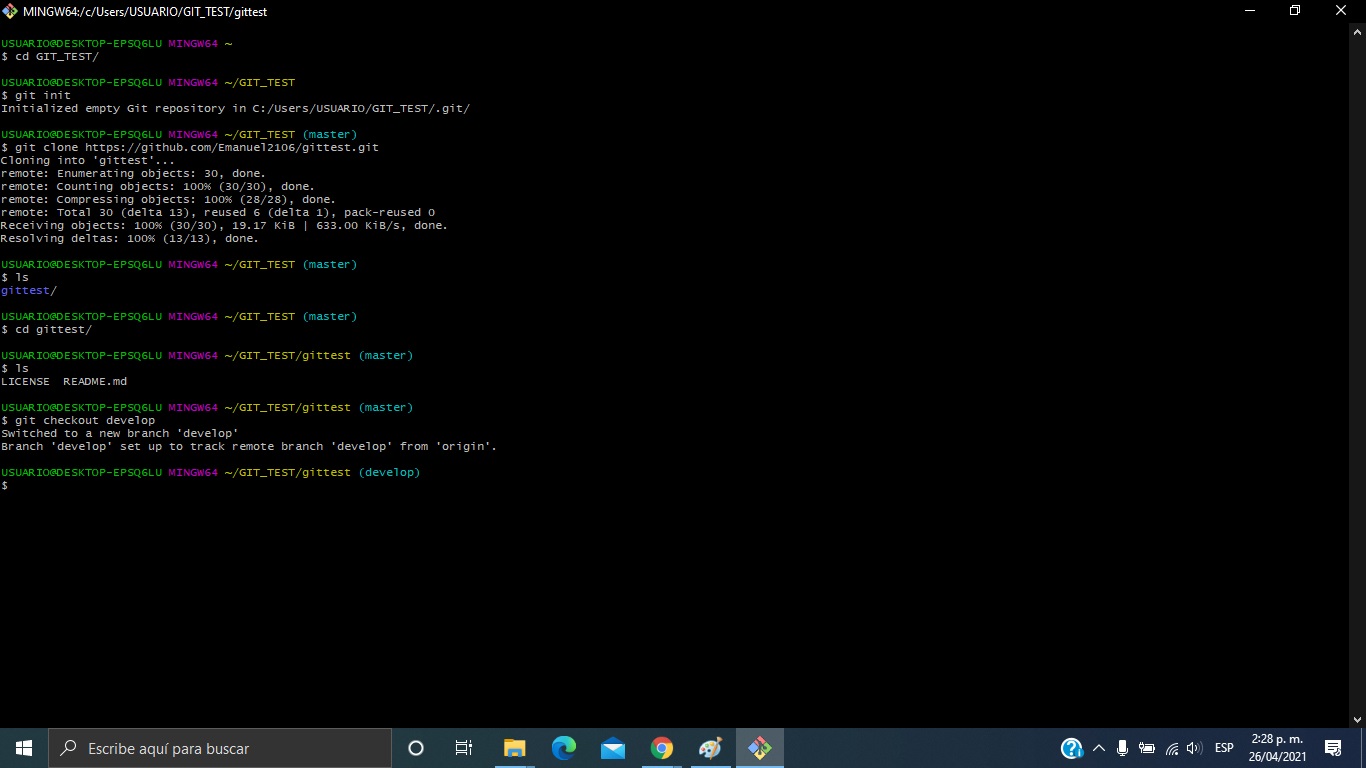 MINGW64:/c/Users/USUARIO/GIT_TEST/gittest
USUARIO@DESKTOP-EPSQ6LU MINGW64 ~
$ cd GIT_TEST/
USUARIO@DESKTOP-EPSQ6LU MINGW64 ~/GIT_TEST
$ git init
Initialized empty Git repository in C:/Users/USUARIO/GIT_TEST/.git/
USUARIO@DESKTOP-EPSQ6LU MINGW64 ~/GIT_TEST (master)
$ git clone https://github.com/Emanuel2106/gittest.git
Cloning into 'gittest'...
remote: Enumerating objects: 30, done.
remote: Counting objects: 100% (30/30), done.
remote: Compressing objects: 100% (28/28), done.
remote: Total 30 (delta 13), reused 6 (delta 1), pack-reused 0
Receiving objects: 100% (30/30), 19.17 KiB | 633.00 KiB/s, done.
Resolving deltas: 100% (13/13), done.
USUARIO@DESKTOP-EPSQ6LU MINGW64 ~/GIT_TEST (master)
$ ls
gittest/
USUARIO@DESKTOP-EPSQ6LU MINGW64 ~/GIT_TEST (master)
$ cd gittest/
USUARIO@DESKTOP-EPSQ6LU MINGW64 ~/GIT_TEST/gittest (master)
$ ls
LICENSE  README.md
USUARIO@DESKTOP-EPSQ6LU MINGW64 ~/GIT_TEST/gittest (master)
$ git checkout develop
Switched to a new branch 'develop'
Branch 'develop' set up to track remote branch 'develop' from 'origin'.
USUARIO@DESKTOP-EPSQ6LU MINGW64 ~/GIT_TEST/gittest (develop)
$
Escribe aquí para buscar
ESP
2:28 p. m.
26/04/2021